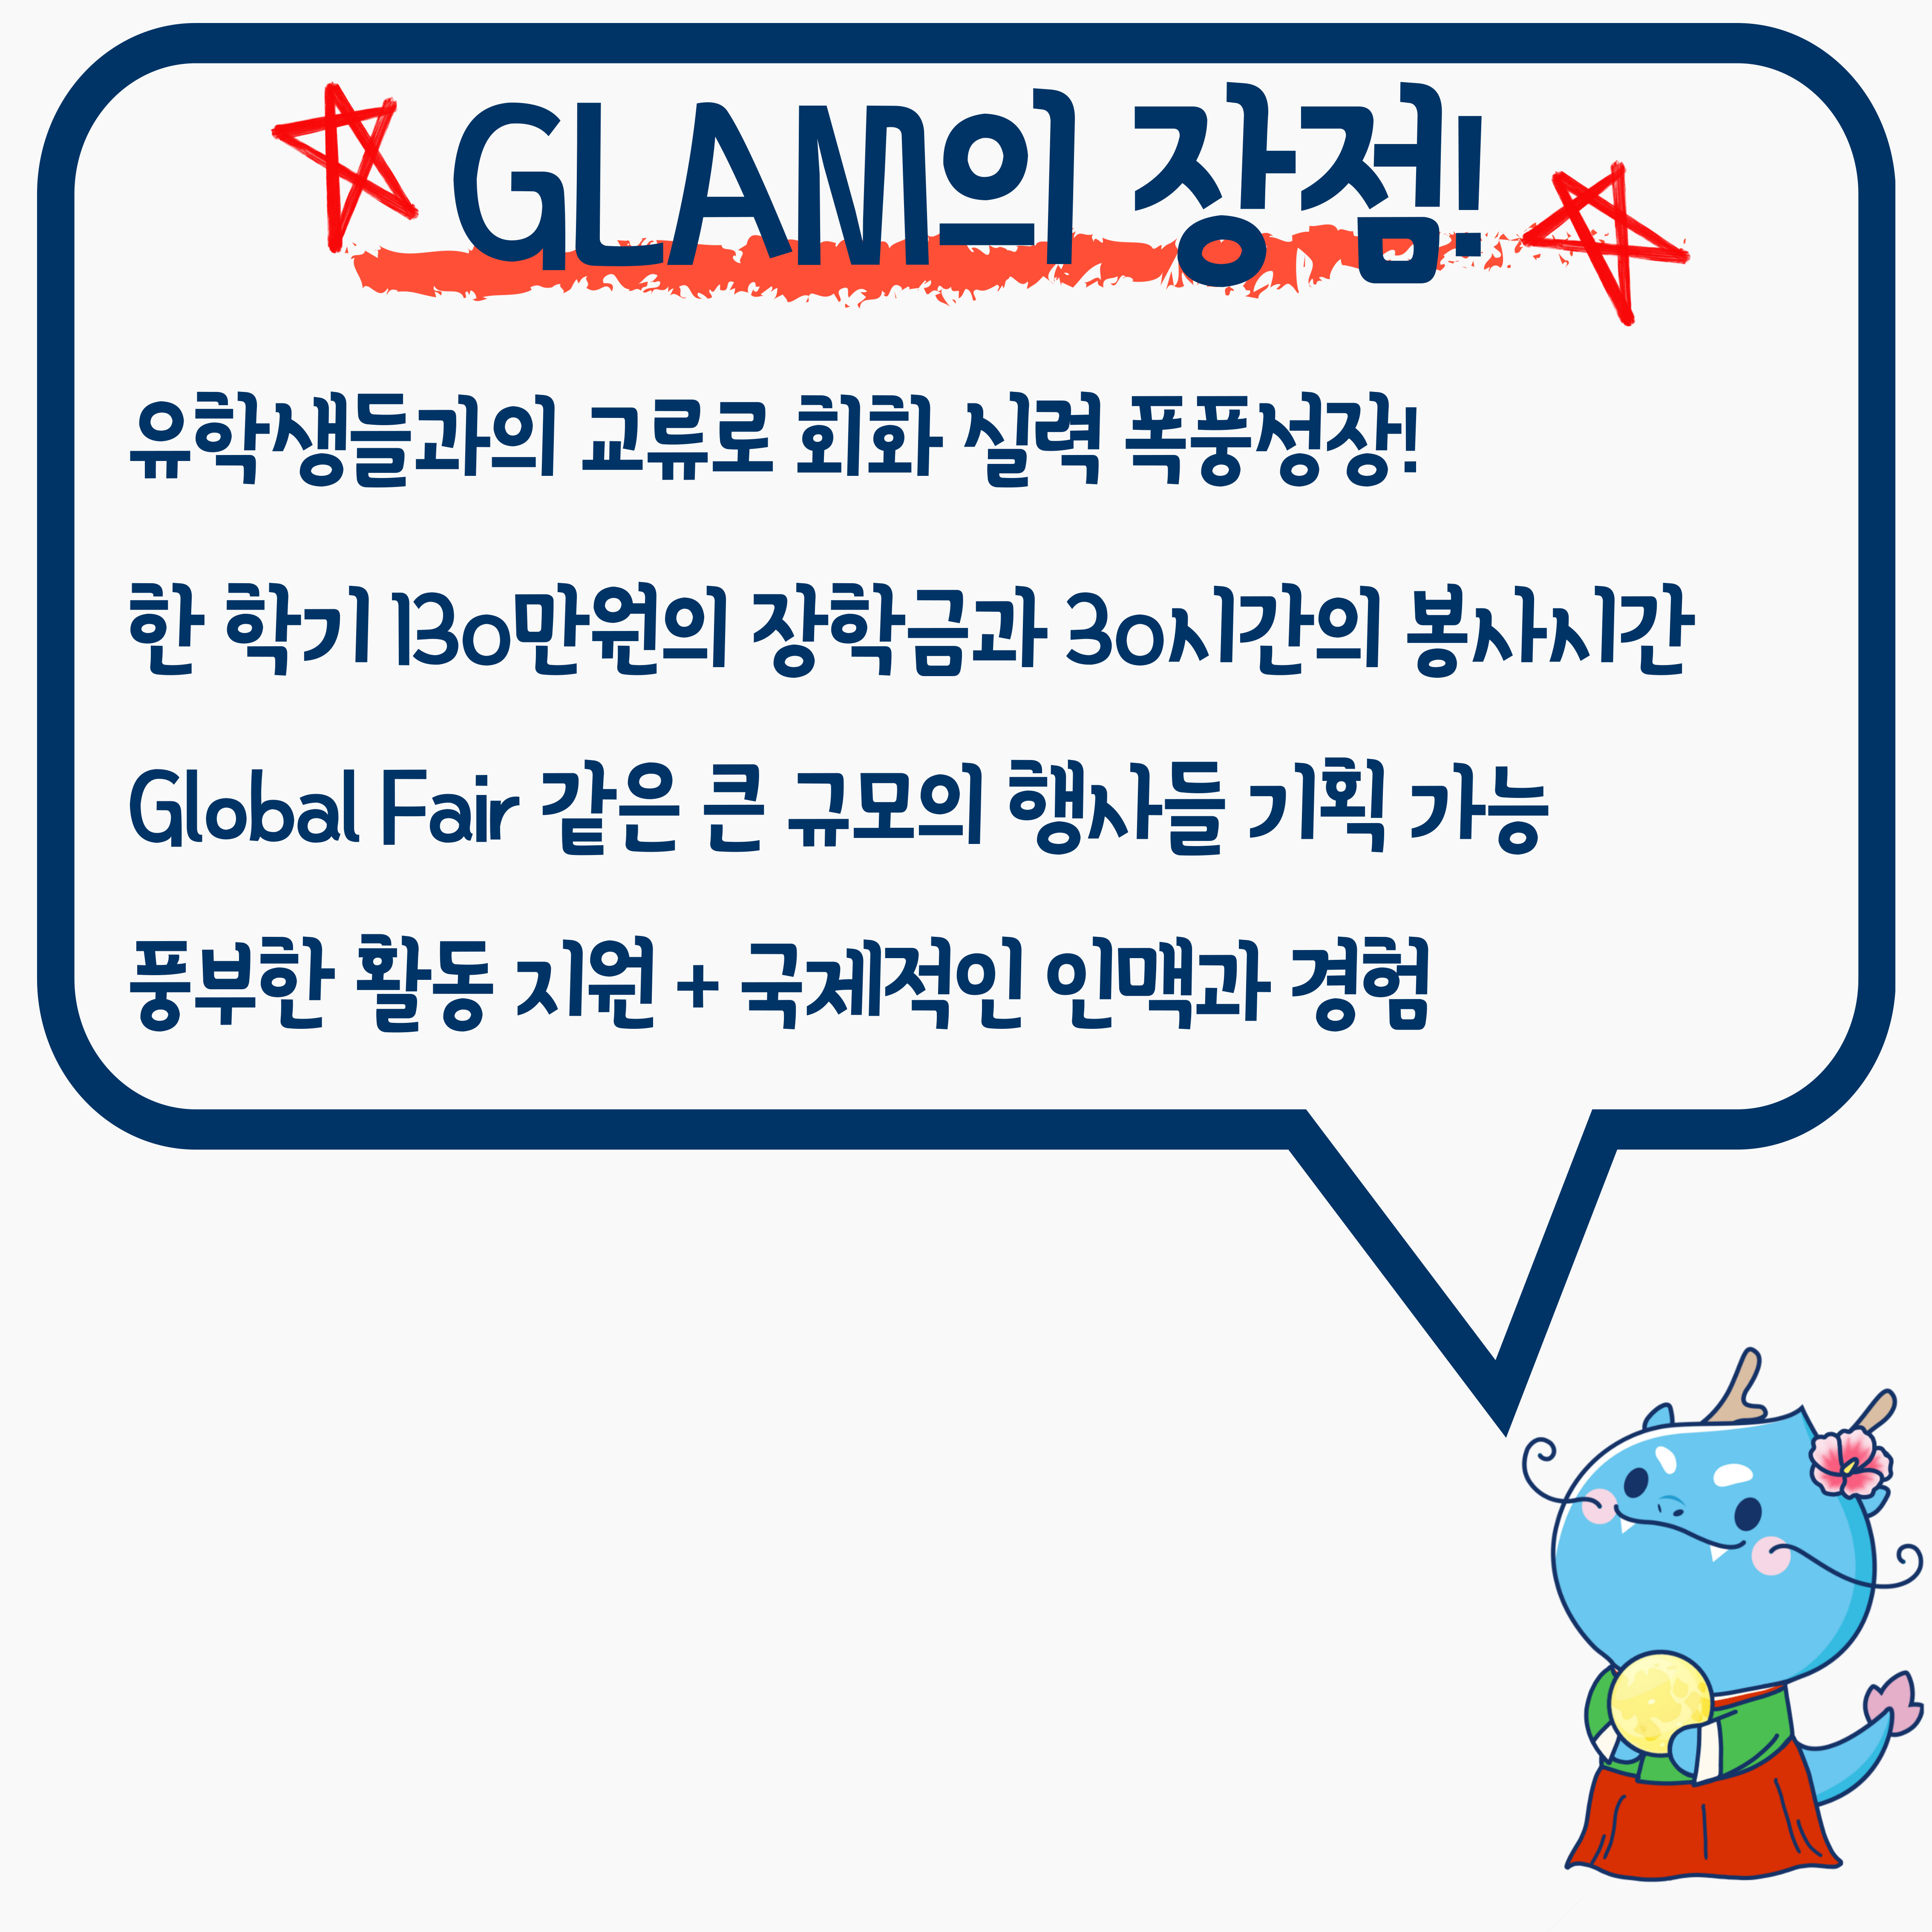 GLAM의 장점!
유학생들과의 교류로 회화 실력 폭풍성장!
한 학기 130만원의 장학금과 30시간의 봉사시간
Global Fair 같은 큰 규모의 행사들 기획 가능
풍부한 활동 지원 + 국제적인 인맥과 경험